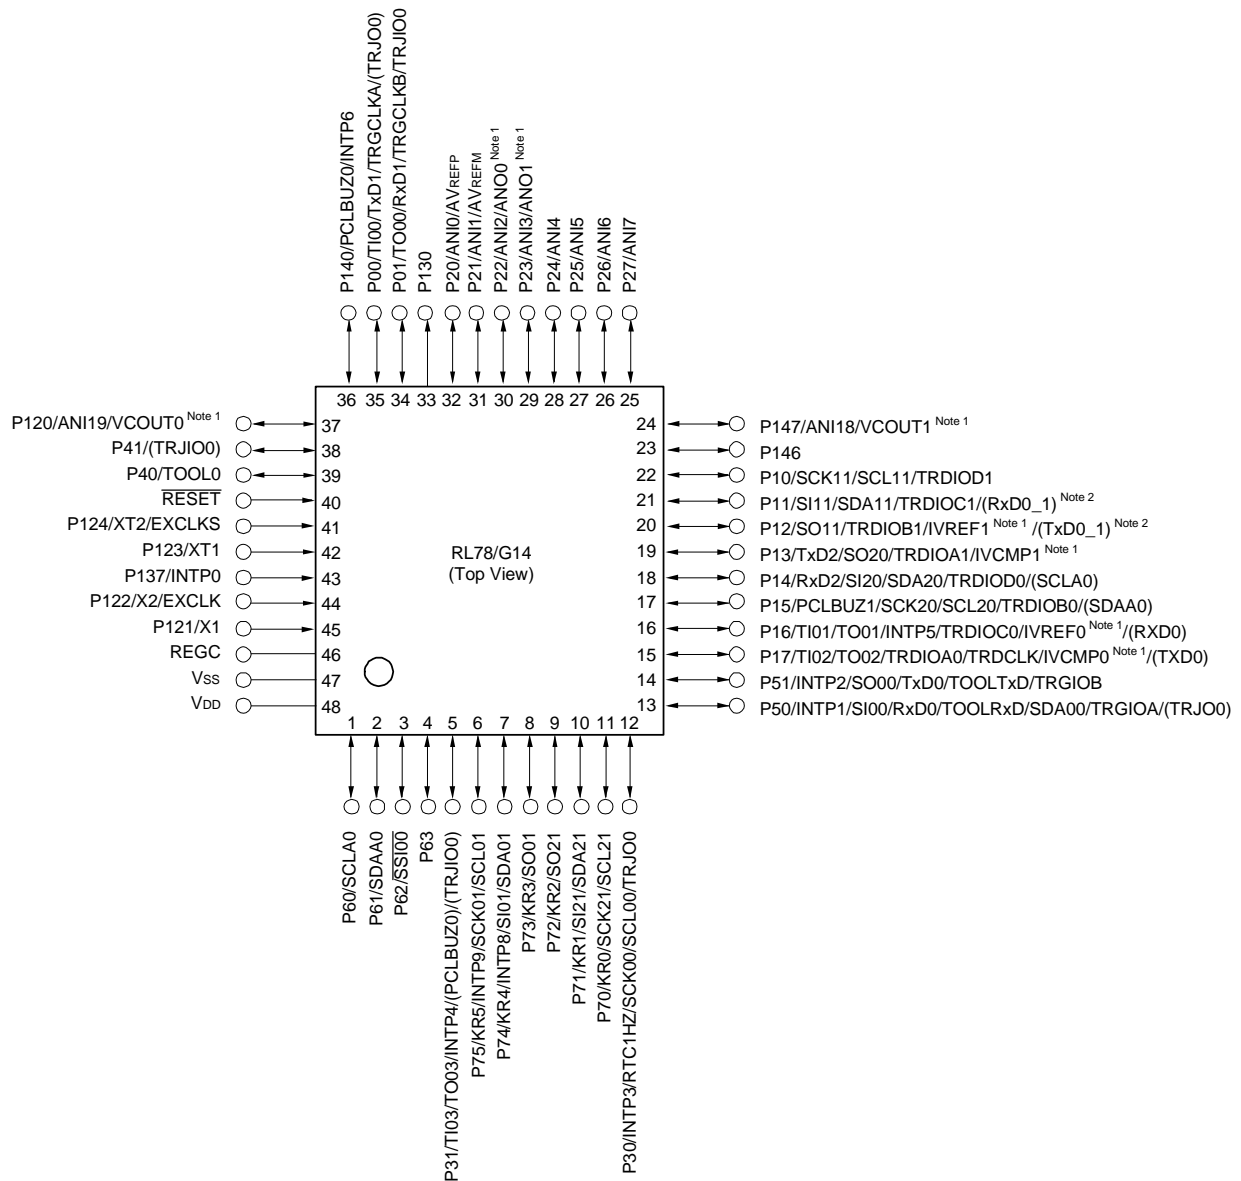 P140/PCLBUZ0/INTP6
P00/TI00/TxD1/TRGCLKA/(TRJO0)
P01/TO00/RxD1/TRGCLKB/TRJIO0
P130
P20/ANI0/AVREFP
P21/ANI1/AVREFM
P22/ANI2/ANO0 Note 1
P23/ANI3/ANO1 Note 1
P24/ANI4
P25/ANI5
P26/ANI6
P27/ANI7
36 35 34 33 32 31 30 29 28 27 26 25
P120/ANI19/VCOUT0 Note 1 37
P41/(TRJIO0) 38
P40/TOOL0 39
RESET 40
P124/XT2/EXCLKS 41
P123/XT1 42
P137/INTP0 43
P122/X2/EXCLK 44
P121/X1 45
REGC 46
Vss 47
VDD 48
RL78/G14
(Top View)
24 P147/ANI18/VCOUT1 Note 1
23 P146
22 P10/SCK11/SCL11/TRDIOD1
21 P11/SI11/SDA11/TRDIOC1/(RxD0_1) Note 2
20 P12/SO11/TRDIOB1/IVREF1 Note 1 /(TxD0_1) Note 2
19 P13/TxD2/SO20/TRDIOA1/IVCMP1 Note 1
18 P14/RxD2/SI20/SDA20/TRDIOD0/(SCLA0)
17 P15/PCLBUZ1/SCK20/SCL20/TRDIOB0/(SDAA0)
16 P16/TI01/TO01/INTP5/TRDIOC0/IVREF0 Note 1/(RXD0)
15 P17/TI02/TO02/TRDIOA0/TRDCLK/IVCMP0 Note 1/(TXD0)
14 P51/INTP2/SO00/TxD0/TOOLTxD/TRGIOB
13 P50/INTP1/SI00/RxD0/TOOLRxD/SDA00/TRGIOA/(TRJO0)
1 2 3 4 5 6 7 8 9 10 11 12
P60/SCLA0
P61/SDAA0
P62/SSI00
P63
P31/TI03/TO03/INTP4/(PCLBUZ0)/(TRJIO0)
P75/KR5/INTP9/SCK01/SCL01
P74/KR4/INTP8/SI01/SDA01
P73/KR3/SO01
P72/KR2/SO21
P71/KR1/SI21/SDA21
P70/KR0/SCK21/SCL21
P30/INTP3/RTC1HZ/SCK00/SCL00/TRJO0